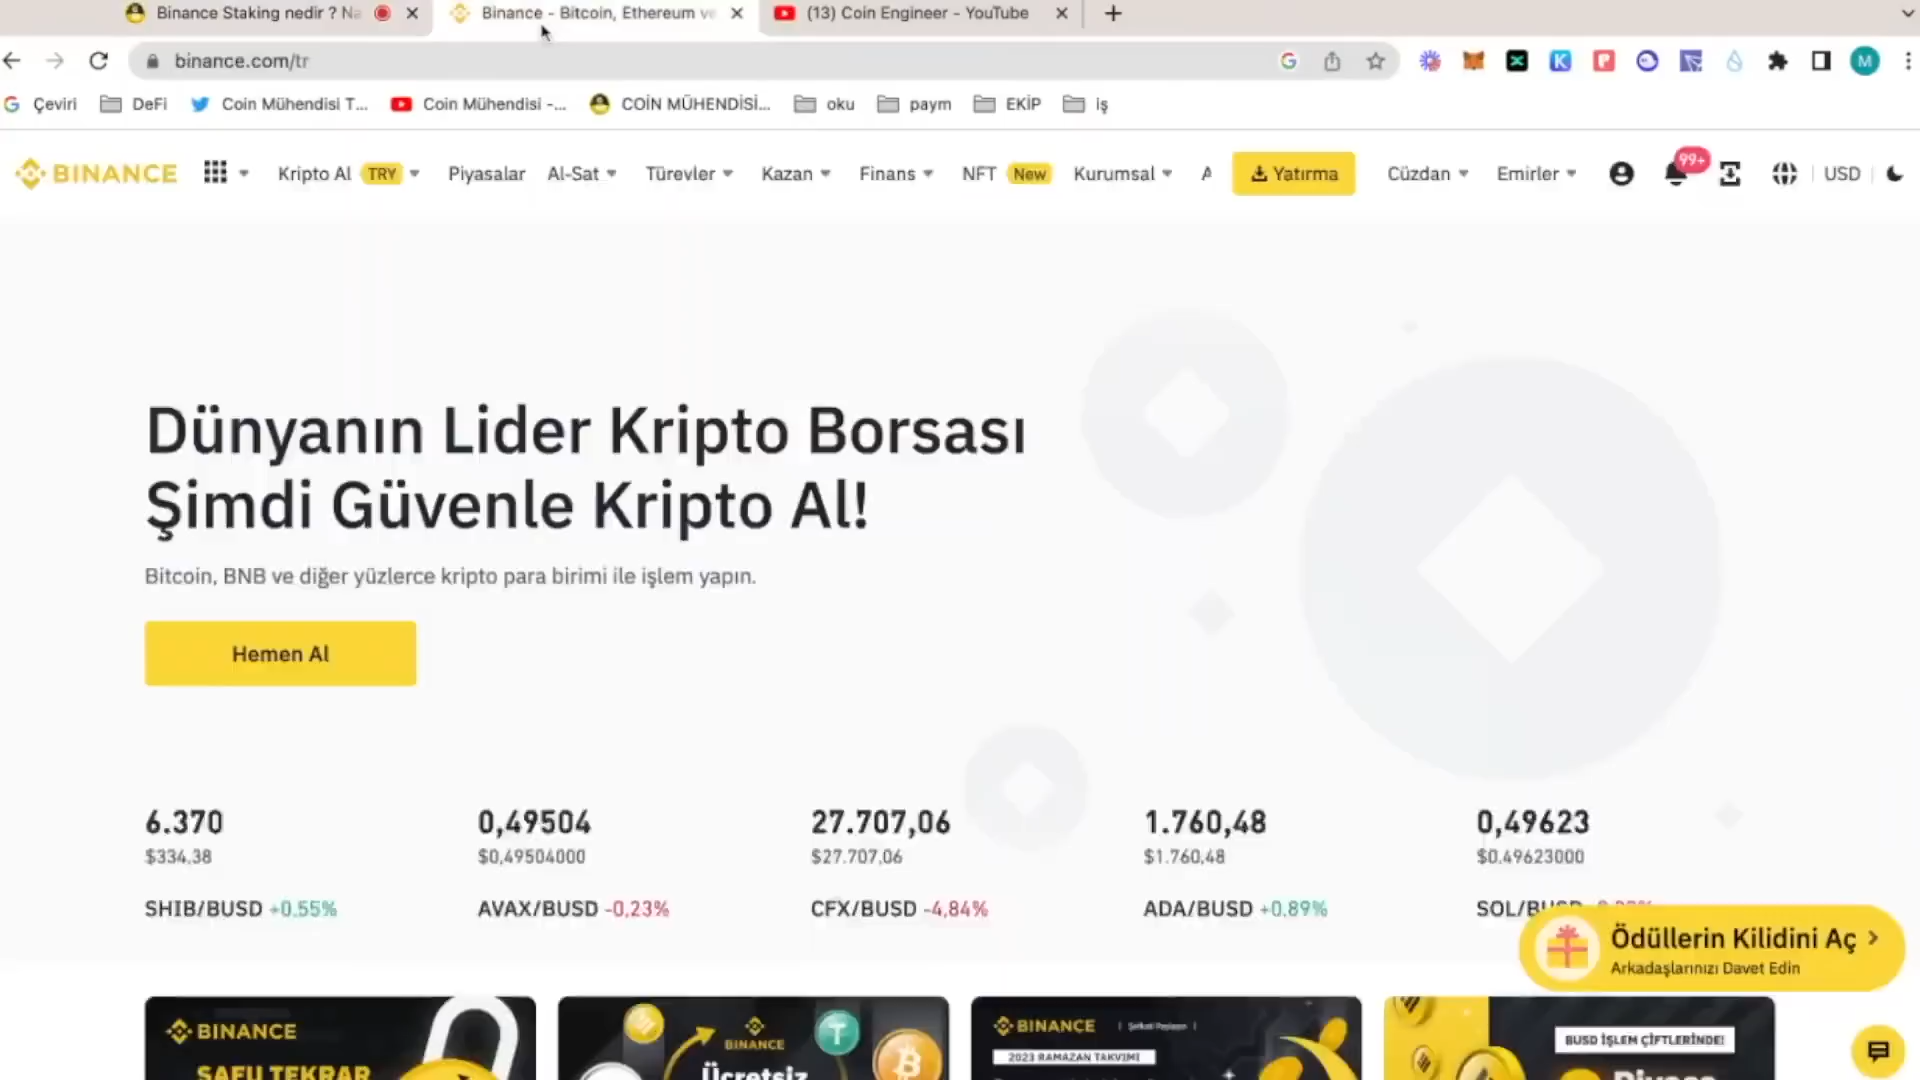 Binance Staking nedir ? Na
Binance - Bitcoin, Ethereum ve
(13) Coin Engineer - YouTube
binance.com/tr
Çeviri
DeFi
Coin Mühendisi T...
Coin Mühendisi -...
COİN MÜHENDİSİ...
oku
paym
EKİP
iş
BINANCE
Kripto Al TRY
Piyasalar
Al-Sat
Türevler
Kazan
Finans
NFT New
Kurumsal
Yatırma
Cüzdan
Emirler
99+
USD
M
Dünyanın Lider Kripto Borsası
Şimdi Güvenle Kripto Al!
Bitcoin, BNB ve diğer yüzlerce kripto para birimi ile işlem yapın.
Hemen Al
6.370
$334,38
SHIB/BUSD +0,55%
0,49504
$0,49504000
AVAX/BUSD -0,23%
27.707,06
$27.707,06
CFX/BUSD -4,84%
1.760,48
$1.760,48
ADA/BUSD +0,89%
0,49623
$0,49623000
SOL/BUSD
Ödüllerin Kilidini Aç
Arkadaşlarınızı Davet Edin
BINANCE
SAFU TEKRAR
BINANCE
Ücretsiz
BINANCE
2023 RAMAZAN TAKVİMİ
BUSD İŞLEM ÇİFTLERİNDE!
Piyasa